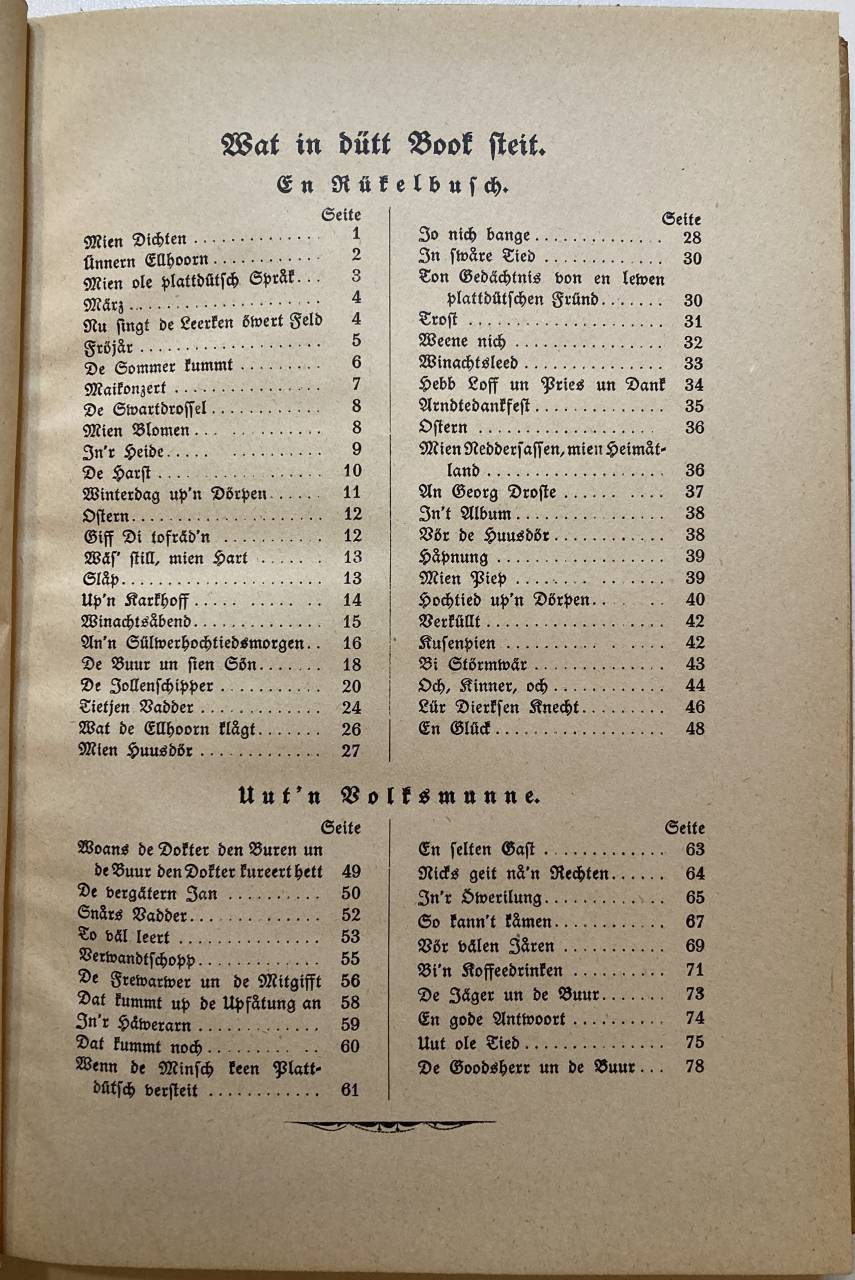 Wat in dütt Book steit.
En Rükelbusch.
Seite
Mien Dichten . . . . . . . . . . . . . . 1
Ünnern Ellhoorn . . . . . . . . . . . . 2
Mien ole plattdütsch Språk . . . 3
März . . . . . . . . . . . . . . . . . . . . 4
Nu singt de Leerken öwert Feld 4
Fröjår . . . . . . . . . . . . . . . . . . . 5
De Sommer kummt . . . . . . . . . 6
Maikonzert . . . . . . . . . . . . . . . 7
De Swartdrossel . . . . . . . . . . . . 8
Mien Blomen . . . . . . . . . . . . . 8
In'r Heide . . . . . . . . . . . . . . . 9
De Harst . . . . . . . . . . . . . . . . 10
Winterdag up'n Dörpen . . . . . 11
Ostern . . . . . . . . . . . . . . . . . . 12
Giff Di tofräd'n . . . . . . . . . . . 12
Wäs' still, mien Hart . . . . . . 13
Slåp . . . . . . . . . . . . . . . . . . . 13
Up'n Karkhoff . . . . . . . . . . . . 14
Winachtsåbend . . . . . . . . . . . . 15
An'n Sülwerhochtiedsmorgen . . 16
De Buur un sien Sön . . . . . . . 18
De Jollenschipper . . . . . . . . . . 20
Tietjen Vadder . . . . . . . . . . . . 24
Wat de Ellhoorn klågt . . . . . . . 26
Mien Huusdör . . . . . . . . . . . . 27
Seite
Jo nich bange . . . . . . . . . . . . . 28
In swåre Tied . . . . . . . . . . . . 30
Ton Gedächtnis von en lewen
plattdütschen Fründ . . . . . . . 30
Trost . . . . . . . . . . . . . . . . . . 31
Weene nich . . . . . . . . . . . . . . 32
Winachtsleed . . . . . . . . . . . . . 33
Hebb Loff un Pries un Dank 34
Arndtedankfest . . . . . . . . . . . . 35
Ostern . . . . . . . . . . . . . . . . . 36
Mien Neddersassen, mien Heimåt-
land . . . . . . . . . . . . . . . . . . 36
An Georg Droste . . . . . . . . . . 37
In't Album . . . . . . . . . . . . . . 38
Vör de Huusdör . . . . . . . . . . . 38
Håpnung . . . . . . . . . . . . . . . 39
Mien Piep . . . . . . . . . . . . . . 39
Hochtied up'n Dörpen . . . . . . 40
Verküllt . . . . . . . . . . . . . . . . 42
Kusenpien . . . . . . . . . . . . . . 42
Bi Störmwär . . . . . . . . . . . . . 43
Och, Kinner, och . . . . . . . . . . . 44
Lür Dierksen Knecht . . . . . . . . 46
En Glück . . . . . . . . . . . . . . . . 48
Uut'n Volksmunne.
Seite
Woans de Dokter den Buren un
de Buur den Dokter kureert hett 49
De vergätern Jan . . . . . . . . . . 50
Snårs Vadder . . . . . . . . . . . . . 52
To väl leert . . . . . . . . . . . . . . 53
Verwandtschopp . . . . . . . . . . . . 55
De Frewarwer un de Mitgifft 56
Dat kummt up de Upfåtung an 58
In'r Häwerarn . . . . . . . . . . . . 59
Dat kummt noch . . . . . . . . . . . 60
Wenn de Minsch keen Platt-
dütsch versteit . . . . . . . . . . . . 61
Seite
En selten Gast . . . . . . . . . . . . 63
Nicks geit nå'n Rechten . . . . . . 64
In'r Öwerilung . . . . . . . . . . . . 65
So kann't kåmen . . . . . . . . . . . 67
Vör välen Jåren . . . . . . . . . . 69
Bi'n Koffeedrinken . . . . . . . . . 71
De Jäger un de Buur . . . . . . . 73
En gode Antwoort . . . . . . . . . 74
Uut ole Tied . . . . . . . . . . . . . . 75
De Goodsherr un de Buur . . . 78